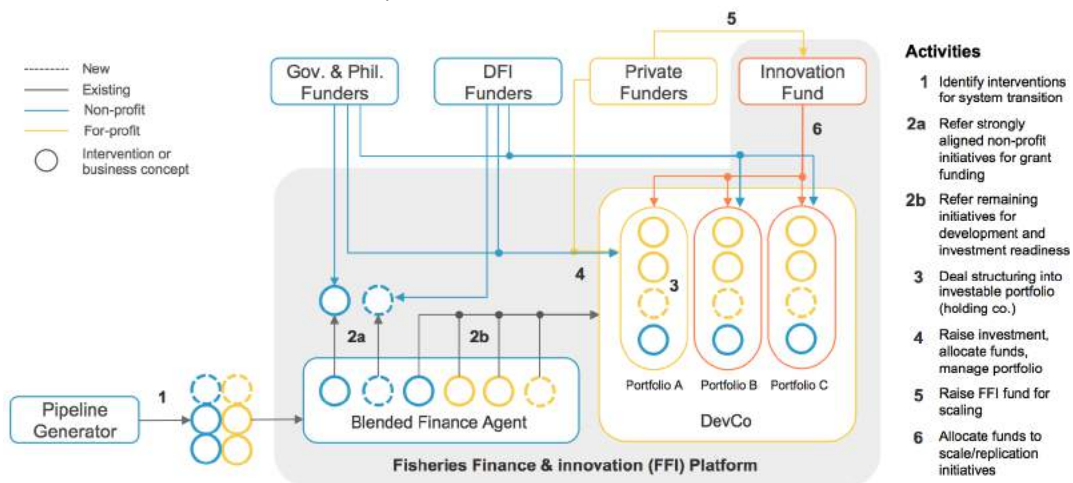 5
New
Existing
Non-profit
For-profit
Intervention or
business concept
Gov. & Phil.
Funders
DFI
Funders
Private
Funders
Innovation
Fund
6
4
3
2a
2b
1
Pipeline
Generator
Blended Finance Agent
Portfolio A
Portfolio B
Portfolio C
DevCo
Fisheries Finance & innovation (FFI) Platform
Activities
1 Identify interventions
for system transition
2a Refer strongly
aligned non-profit
initiatives for grant
funding
2b Refer remaining
initiatives for
development and
investment readiness
3 Deal structuring into
investable portfolio
(holding co.)
4 Raise investment,
allocate funds,
manage portfolio
5 Raise FFI fund for
scaling
6 Allocate funds to
scale/replication
initiatives